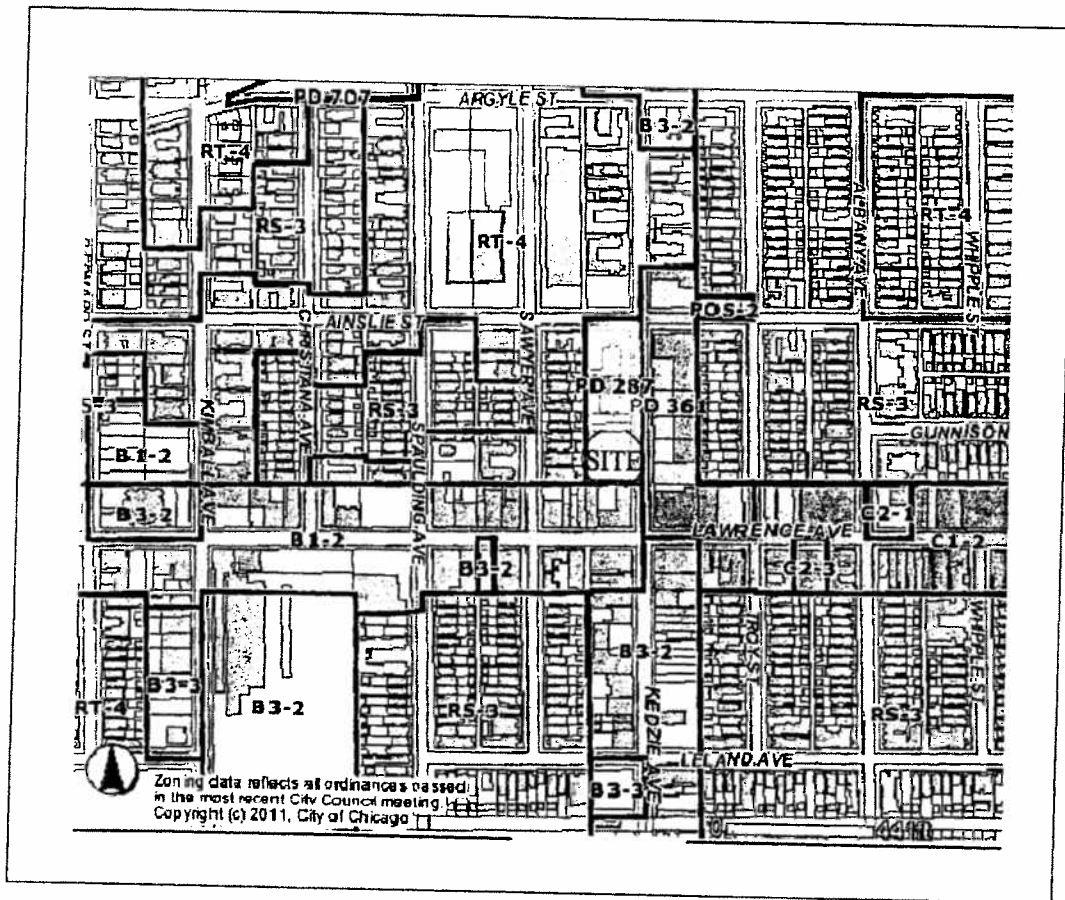 PD 707
ARGYLE ST
B3-2
RT-4
RS-3
RT-4
ALBANY AVE
RT-4
WHIPPLE ST
POS-2
AINSLIE ST
CHRISTIANA AVE
SAWYER AVE
PD 287
PD 361
RS-3
RS-3
KIMBALL AVE
SPAULDING AVE
GUNNISON
B1-2
SITE
B3-2
C2-1
LAWRENCE AVE
B1-2
C1-2
B3-2
C2-3
TROY ST
WHIPPLE ST
B3-2
B3-3
RT-4
B3-2
RS-3
KEDZIE AVE
RS-3
LELAND AVE
B3-3
Zoning data reflects all ordinances passed
in the most recent City Council meeting.
Copyright (c) 2011, City of Chicago
0 441ft